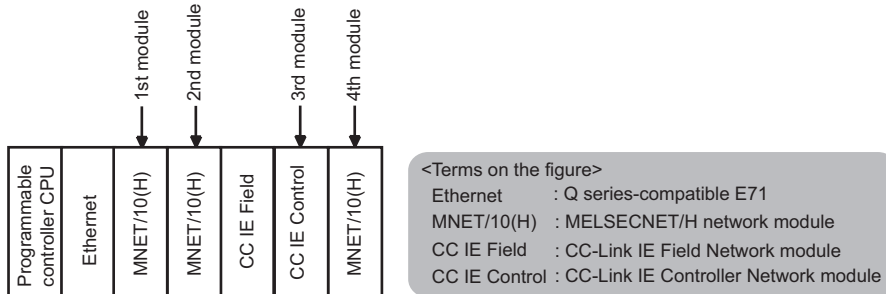 1st module
2nd module
3rd module
4th module
Programmable
controller CPU
Ethernet
MNET/10(H)
MNET/10(H)
CC IE Field
CC IE Control
MNET/10(H)
<Terms on the figure>
Ethernet : Q series-compatible E71
MNET/10(H) : MELSECNET/H network module
CC IE Field : CC-Link IE Field Network module
CC IE Control : CC-Link IE Controller Network module